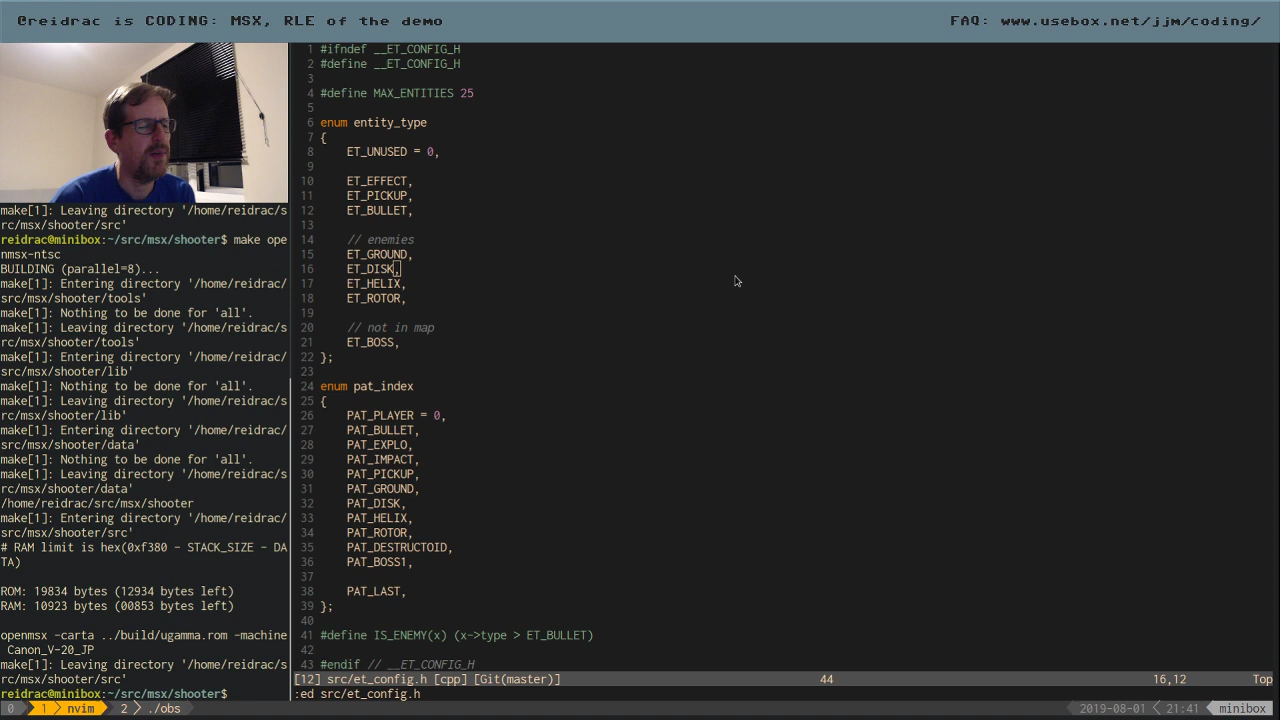 @reidrac is CODING: MSX, RLE of the demo
FAQ: www.usebox.net/jjm/coding/
make[1]: Leaving directory '/home/reidrac/s
rc/msx/shooter/src'
reidrac@minibox:~/src/msx/shooter$ make ope
nmsx-ntsc
BUILDING (parallel=8)...
make[1]: Entering directory '/home/reidrac/
src/msx/shooter/tools'
make[1]: Nothing to be done for 'all'.
make[1]: Leaving directory '/home/reidrac/s
rc/msx/shooter/tools'
make[1]: Entering directory '/home/reidrac/
src/msx/shooter/lib'
make[1]: Nothing to be done for 'all'.
make[1]: Leaving directory '/home/reidrac/s
rc/msx/shooter/lib'
make[1]: Entering directory '/home/reidrac/
src/msx/shooter/data'
make[1]: Nothing to be done for 'all'.
make[1]: Leaving directory '/home/reidrac/s
rc/msx/shooter/data'
/home/reidrac/src/msx/shooter
make[1]: Entering directory '/home/reidrac/
src/msx/shooter/src'
# RAM limit is hex(0xf380 - STACK_SIZE - DA
TA)
ROM: 19834 bytes (12934 bytes left)
RAM: 10923 bytes (00853 bytes left)
openmsx -carta ../build/ugamma.rom -machine
Canon_V-20_JP
make[1]: Leaving directory '/home/reidrac/s
rc/msx/shooter/src'
reidrac@minibox:~/src/msx/shooter$
1 #ifndef __ET_CONFIG_H
2 #define __ET_CONFIG_H
3
4 #define MAX_ENTITIES 25
5
6 enum entity_type
7 {
8     ET_UNUSED = 0,
9
10     ET_EFFECT,
11     ET_PICKUP,
12     ET_BULLET,
13
14     // enemies
15     ET_GROUND,
16     ET_DISK,
17     ET_HELIX,
18     ET_ROTOR,
19
20     // not in map
21     ET_BOSS,
22 };
23
24 enum pat_index
25 {
26     PAT_PLAYER = 0,
27     PAT_BULLET,
28     PAT_EXPLO,
29     PAT_IMPACT,
30     PAT_PICKUP,
31     PAT_GROUND,
32     PAT_DISK,
33     PAT_HELIX,
34     PAT_ROTOR,
35     PAT_DESTRUCTOID,
36     PAT_BOSS1,
37
38     PAT_LAST,
39 };
40
41 #define IS_ENEMY(x) (x->type > ET_BULLET)
42
43 #endif // __ET_CONFIG_H
[12] src/et_config.h [cpp] [Git(master)] 44 16,12 Top
:ed src/et_config.h
0 1 nvim 2 ./obs 2019-08-01 21:41 minibox